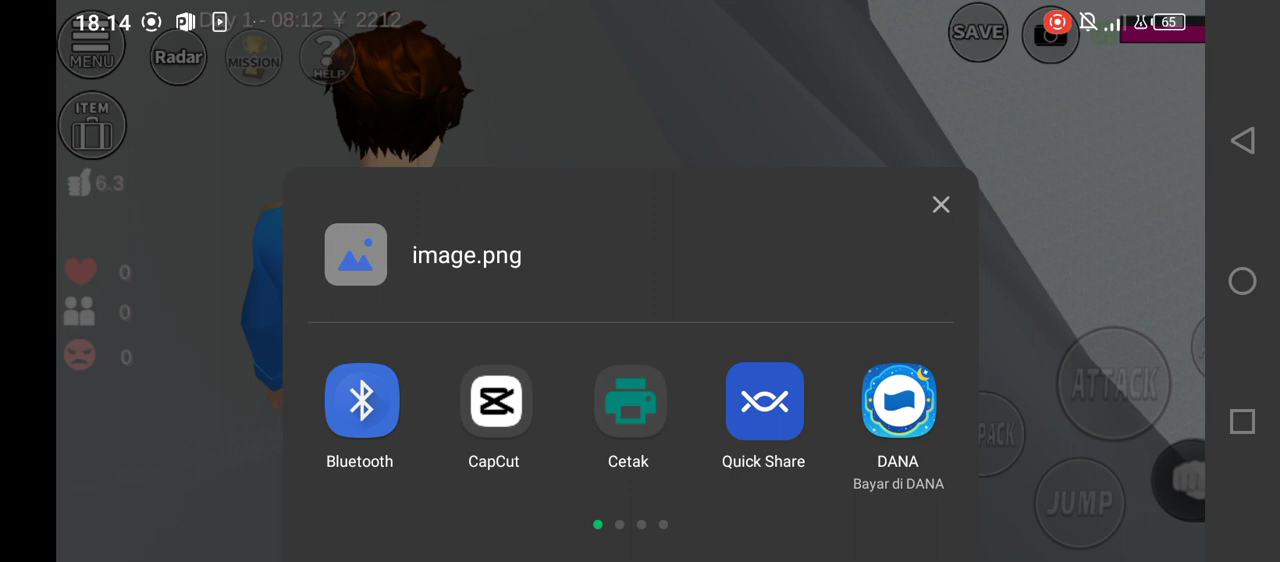 18.14
Day 1 - 08:12 ¥ 2212
65
MENU
Radar
MISSION
HELP
SAVE
ITEM
6.3
0
0
0
image.png
Bluetooth
CapCut
Cetak
Quick Share
DANA
Bayar di DANA
ATTACK
PACK
JUMP